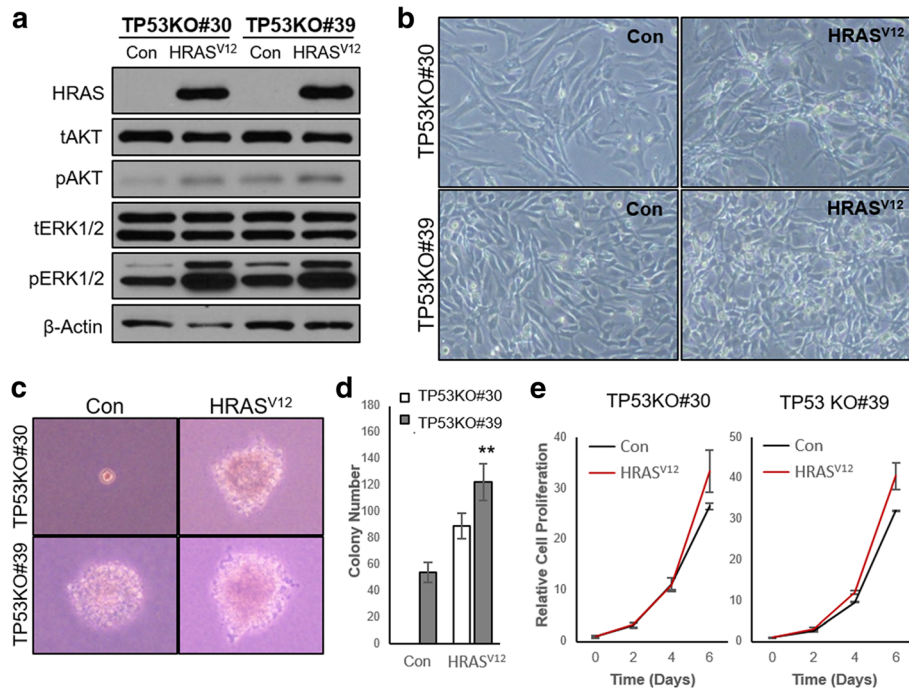 a
TP53KO#30 TP53KO#39
Con HRASV12 Con HRASV12
HRAS
tAKT
pAKT
tERK1/2
pERK1/2
β-Actin
b
TP53KO#30
Con
HRASV12
TP53KO#39
Con
HRASV12
c
Con HRASV12
TP53KO#30
TP53KO#39
d
TP53KO#30
TP53KO#39
Colony Number
180
160
140
120
100
80
60
40
20
0
**
Con HRASV12
e
TP53KO#30
Con
HRASV12
Relative Cell Proliferation
40
30
20
10
0
0 2 4 6
Time (Days)
TP53 KO#39
Con
HRASV12
50
40
30
20
10
0
0 2 4 6
Time (Days)